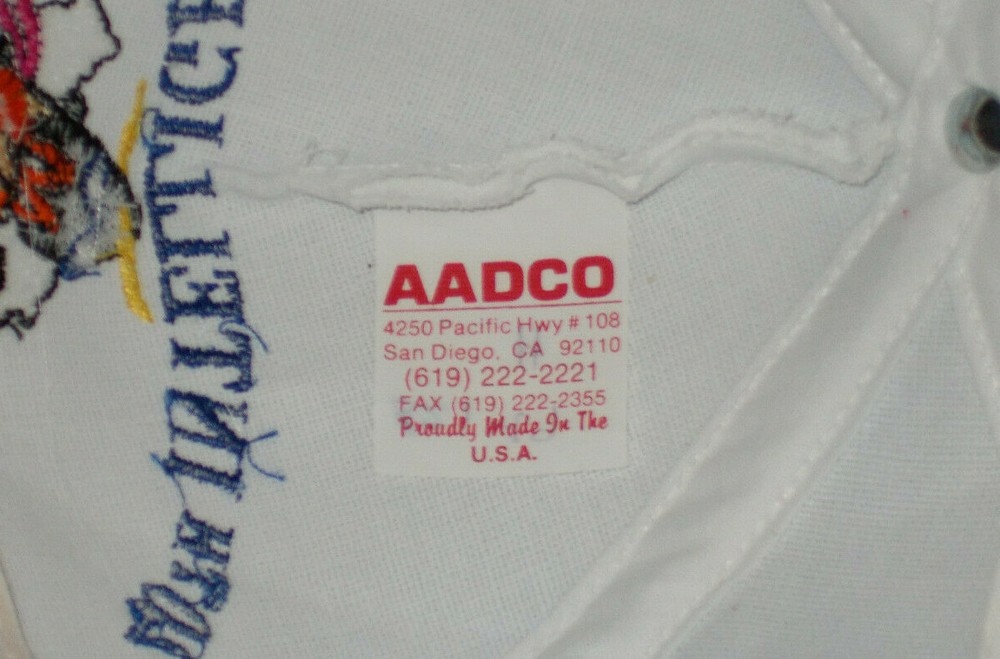 AADCO
4250 Pacific Hwy # 108
San Diego, CA 92110
(619) 222-2221
FAX (619) 222-2355
Proudly Made In The
U.S.A.